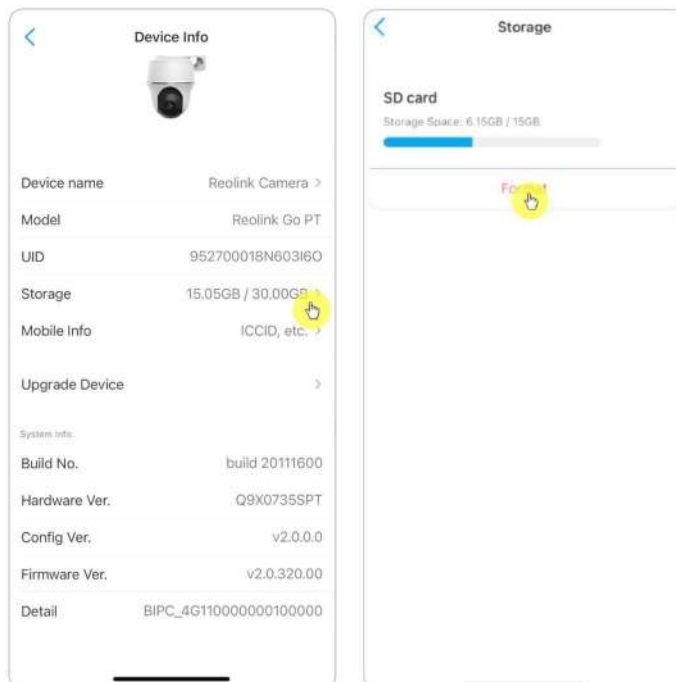 Device Info
Device name Reolink Camera >
Model Reolink Go PT
UID 952700018N603I6O
Storage 15.05GB / 30.00GB >
Mobile Info ICCID, etc. >
Upgrade Device >
System Info
Build No. build 20111600
Hardware Ver. Q9X0735SPT
Config Ver. v2.0.0.0
Firmware Ver. v2.0.320.00
Detail BIPC_4G110000000100000
Storage
SD card
Storage Space: 6.15GB / 15GB
Format